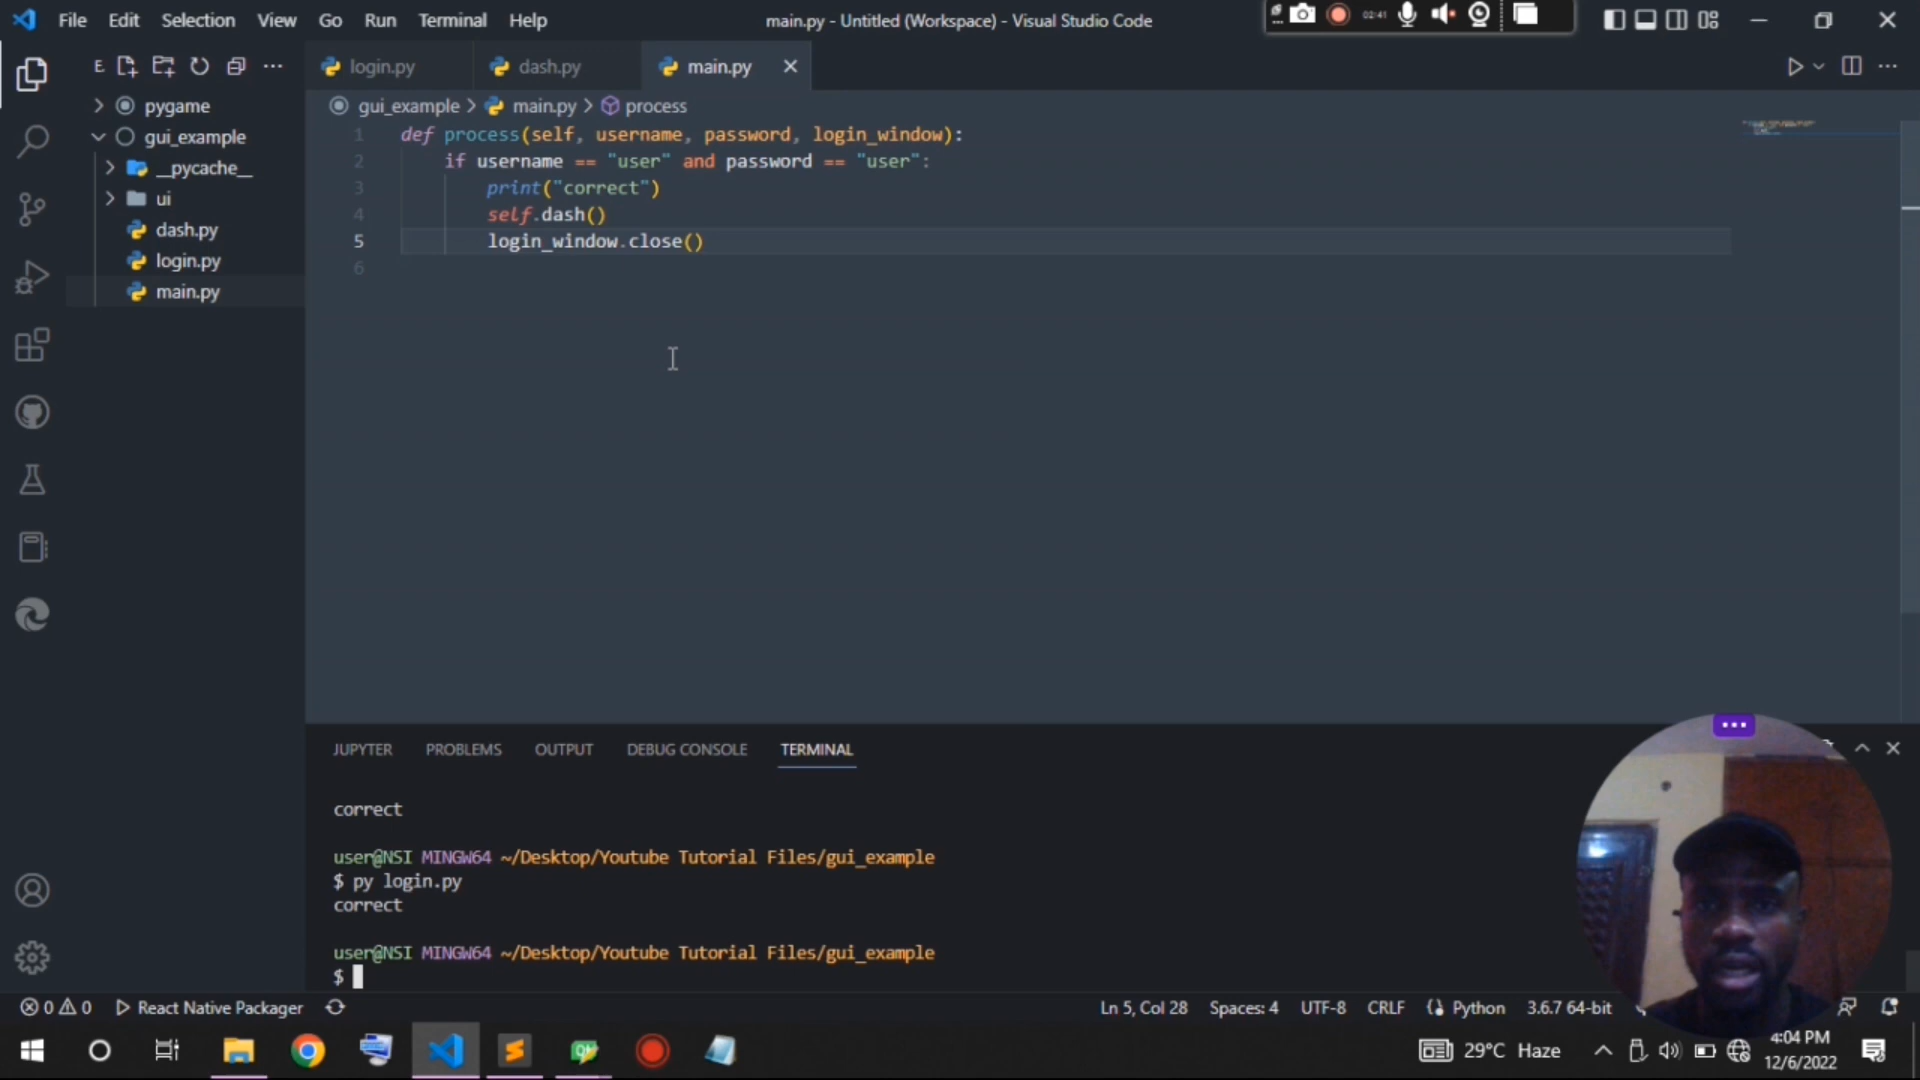 File Edit Selection View Go Run Terminal Help
main.py - Untitled (Workspace) - Visual Studio Code
02:41
E
login.py
dash.py
main.py
pygame
gui_example
__pycache__
ui
dash.py
login.py
main.py
gui_example > main.py > process
1 def process(self, username, password, login_window):
2 if username == "user" and password == "user":
3 print("correct")
4 self.dash()
5 login_window.close()
6
JUPYTER PROBLEMS OUTPUT DEBUG CONSOLE TERMINAL
correct
user@NSI MINGW64 ~/Desktop/Youtube Tutorial Files/gui_example
$ py login.py
correct
user@NSI MINGW64 ~/Desktop/Youtube Tutorial Files/gui_example
$
0 0 React Native Packager
Ln 5, Col 28 Spaces: 4 UTF-8 CRLF Python 3.6.7 64-bit
29°C Haze
4:04 PM
12/6/2022